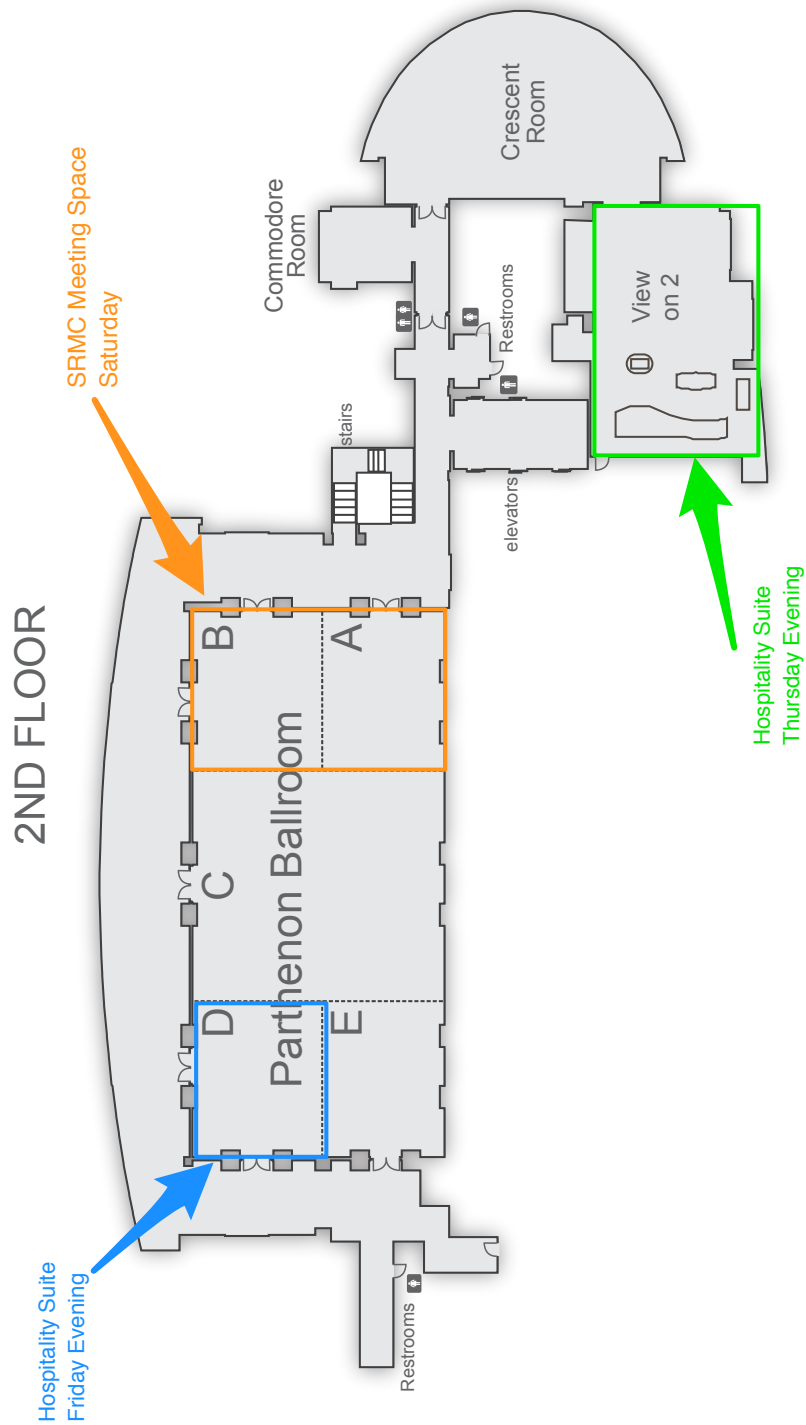 2ND FLOOR
SRMC Meeting Space
Saturday
Commodore
Room
Crescent
Room
Restrooms
View
on 2
stairs
elevators
Hospitality Suite
Thursday Evening
B
A
C
Parthenon Ballroom
D
E
Hospitality Suite
Friday Evening
Restrooms